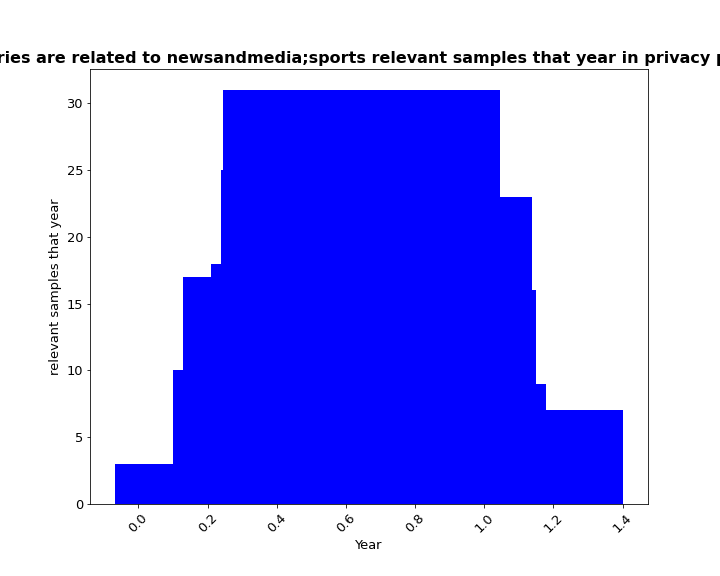 ries are related to newsandmedia;sports relevant samples that year in privacy p
relevant samples that year
30
25
20
15
10
5
0
0.0 0.2 0.4 0.6 0.8 1.0 1.2 1.4
Year